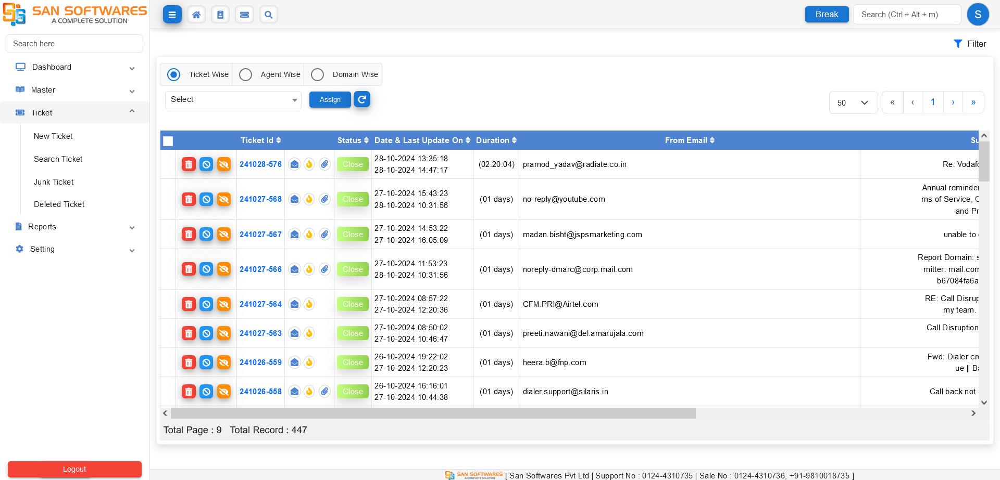 SAN SOFTWARES
A COMPLETE SOLUTION
Break
Search (Ctrl + Alt + m)
S
Search here
Dashboard
Master
Ticket
New Ticket
Search Ticket
Junk Ticket
Deleted Ticket
Reports
Setting
Logout
Filter
Ticket Wise Agent Wise Domain Wise
Select
Assign
50
« ‹ 1 › »
Ticket Id Status Date & Last Update On Duration From Email Su
241028-576 Close 28-10-2024 13:35:18 (02:20:04) pramod_yadav@radiate.co.in Re: Vodafo
28-10-2024 14:47:17
241027-568 Close 27-10-2024 15:43:23 (01 days) no-reply@youtube.com Annual reminder
28-10-2024 10:31:56 ms of Service, C
and Pr
241027-567 Close 27-10-2024 14:53:22 (01 days) madan.bisht@jspsmarketing.com unable to
27-10-2024 16:05:09
241027-566 Close 27-10-2024 11:53:23 (01 days) noreply-dmarc@corp.mail.com Report Domain: s
28-10-2024 10:31:56 mitter: mail.com
b67084fa6a
241027-564 Close 27-10-2024 08:57:22 (01 days) CFM.PRI@Airtel.com RE: Call Disrup
27-10-2024 12:20:36 my team.
241027-563 Close 27-10-2024 08:50:02 (01 days) preeti.nawani@del.amarujala.com Call Disruption
27-10-2024 10:46:47
241026-559 Close 26-10-2024 19:22:02 (01 days) heera.b@fnp.com Fwd: Dialer cre
27-10-2024 12:20:23 ue || Ba
241026-558 Close 26-10-2024 16:16:01 (01 days) dialer.support@silaris.in Call back not
27-10-2024 10:44:38
Total Page : 9 Total Record : 447
SAN SOFTWARES
A COMPLETE SOLUTION
[ San Softwares Pvt Ltd | Support No : 0124-4310735 | Sale No : 0124-4310736, +91-9810018735 ]